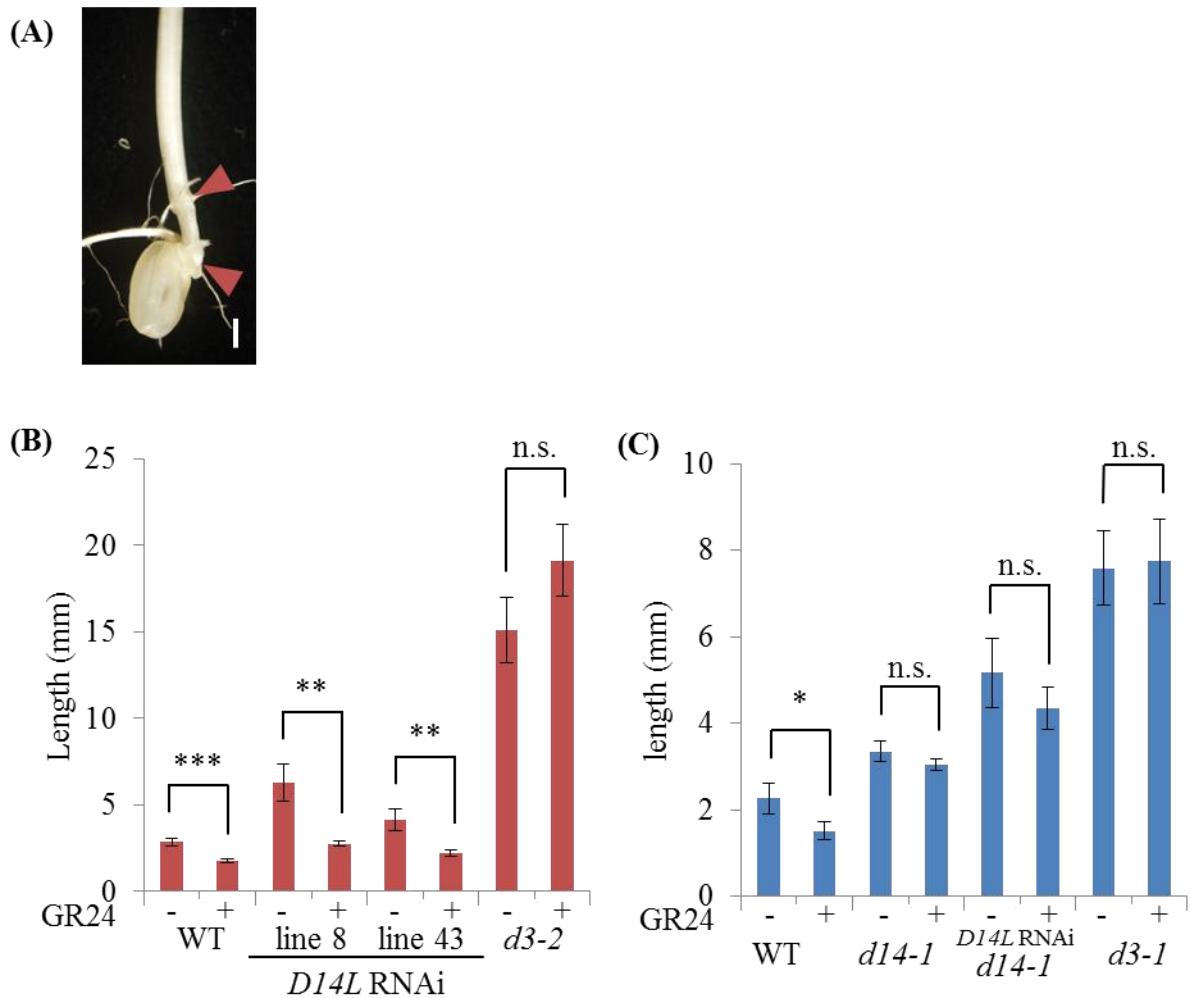 (A)
(B)
25
20
15
10
5
0
Length (mm)
***
**
**
n.s.
GR24
- + - + - + - +
WT line 8 line 43 d3-2
D14L RNAi
(C)
10
8
6
4
2
0
length (mm)
*
n.s.
n.s.
n.s.
GR24
- + - + - + - +
WT d14-1 D14L RNAi d14-1 d3-1